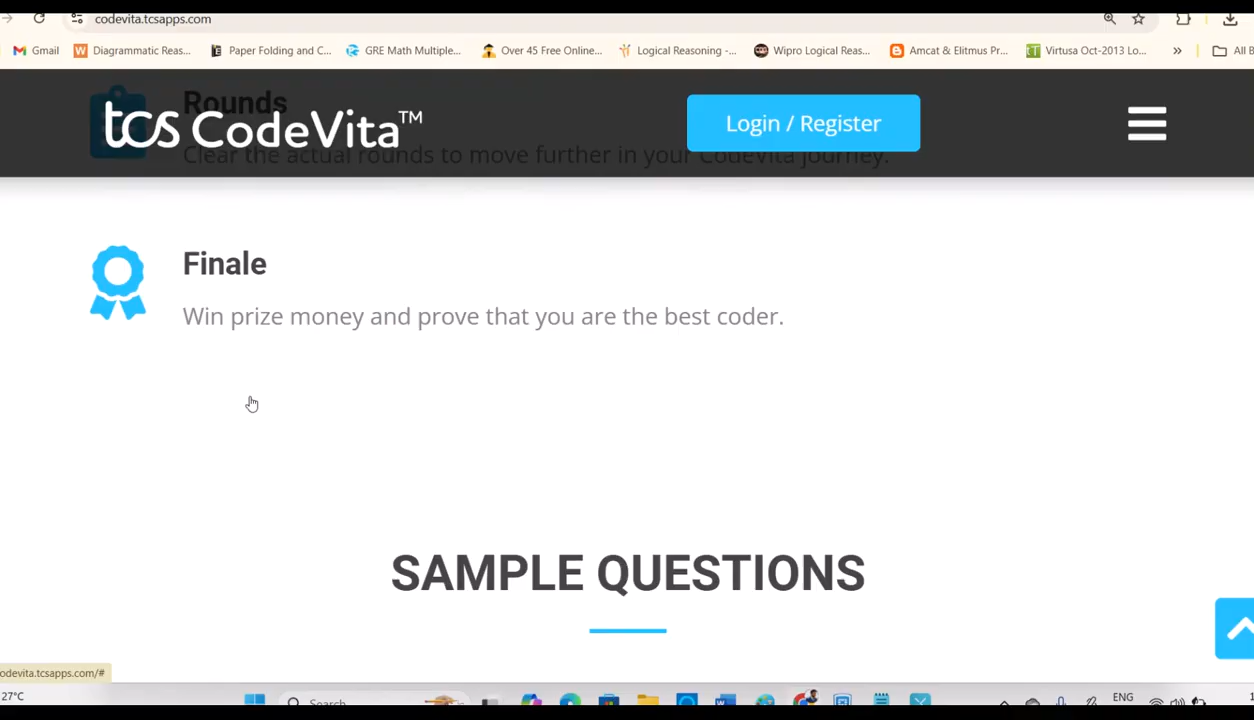 codevita.tcsapps.com
Gmail
Diagrammatic Reas...
Paper Folding and C...
GRE Math Multiple...
Over 45 Free Online...
Logical Reasoning -...
Wipro Logical Reas...
Amcat & Elitmus Pr...
Virtusa Oct-2013 Lo...
»
All B
Rounds
tcs CodeVita™
Login / Register
Clear the actual rounds to move further in your CodeVita journey.
Finale
Win prize money and prove that you are the best coder.
SAMPLE QUESTIONS
odevita.tcsapps.com/#
27°C
Search
ENG
1